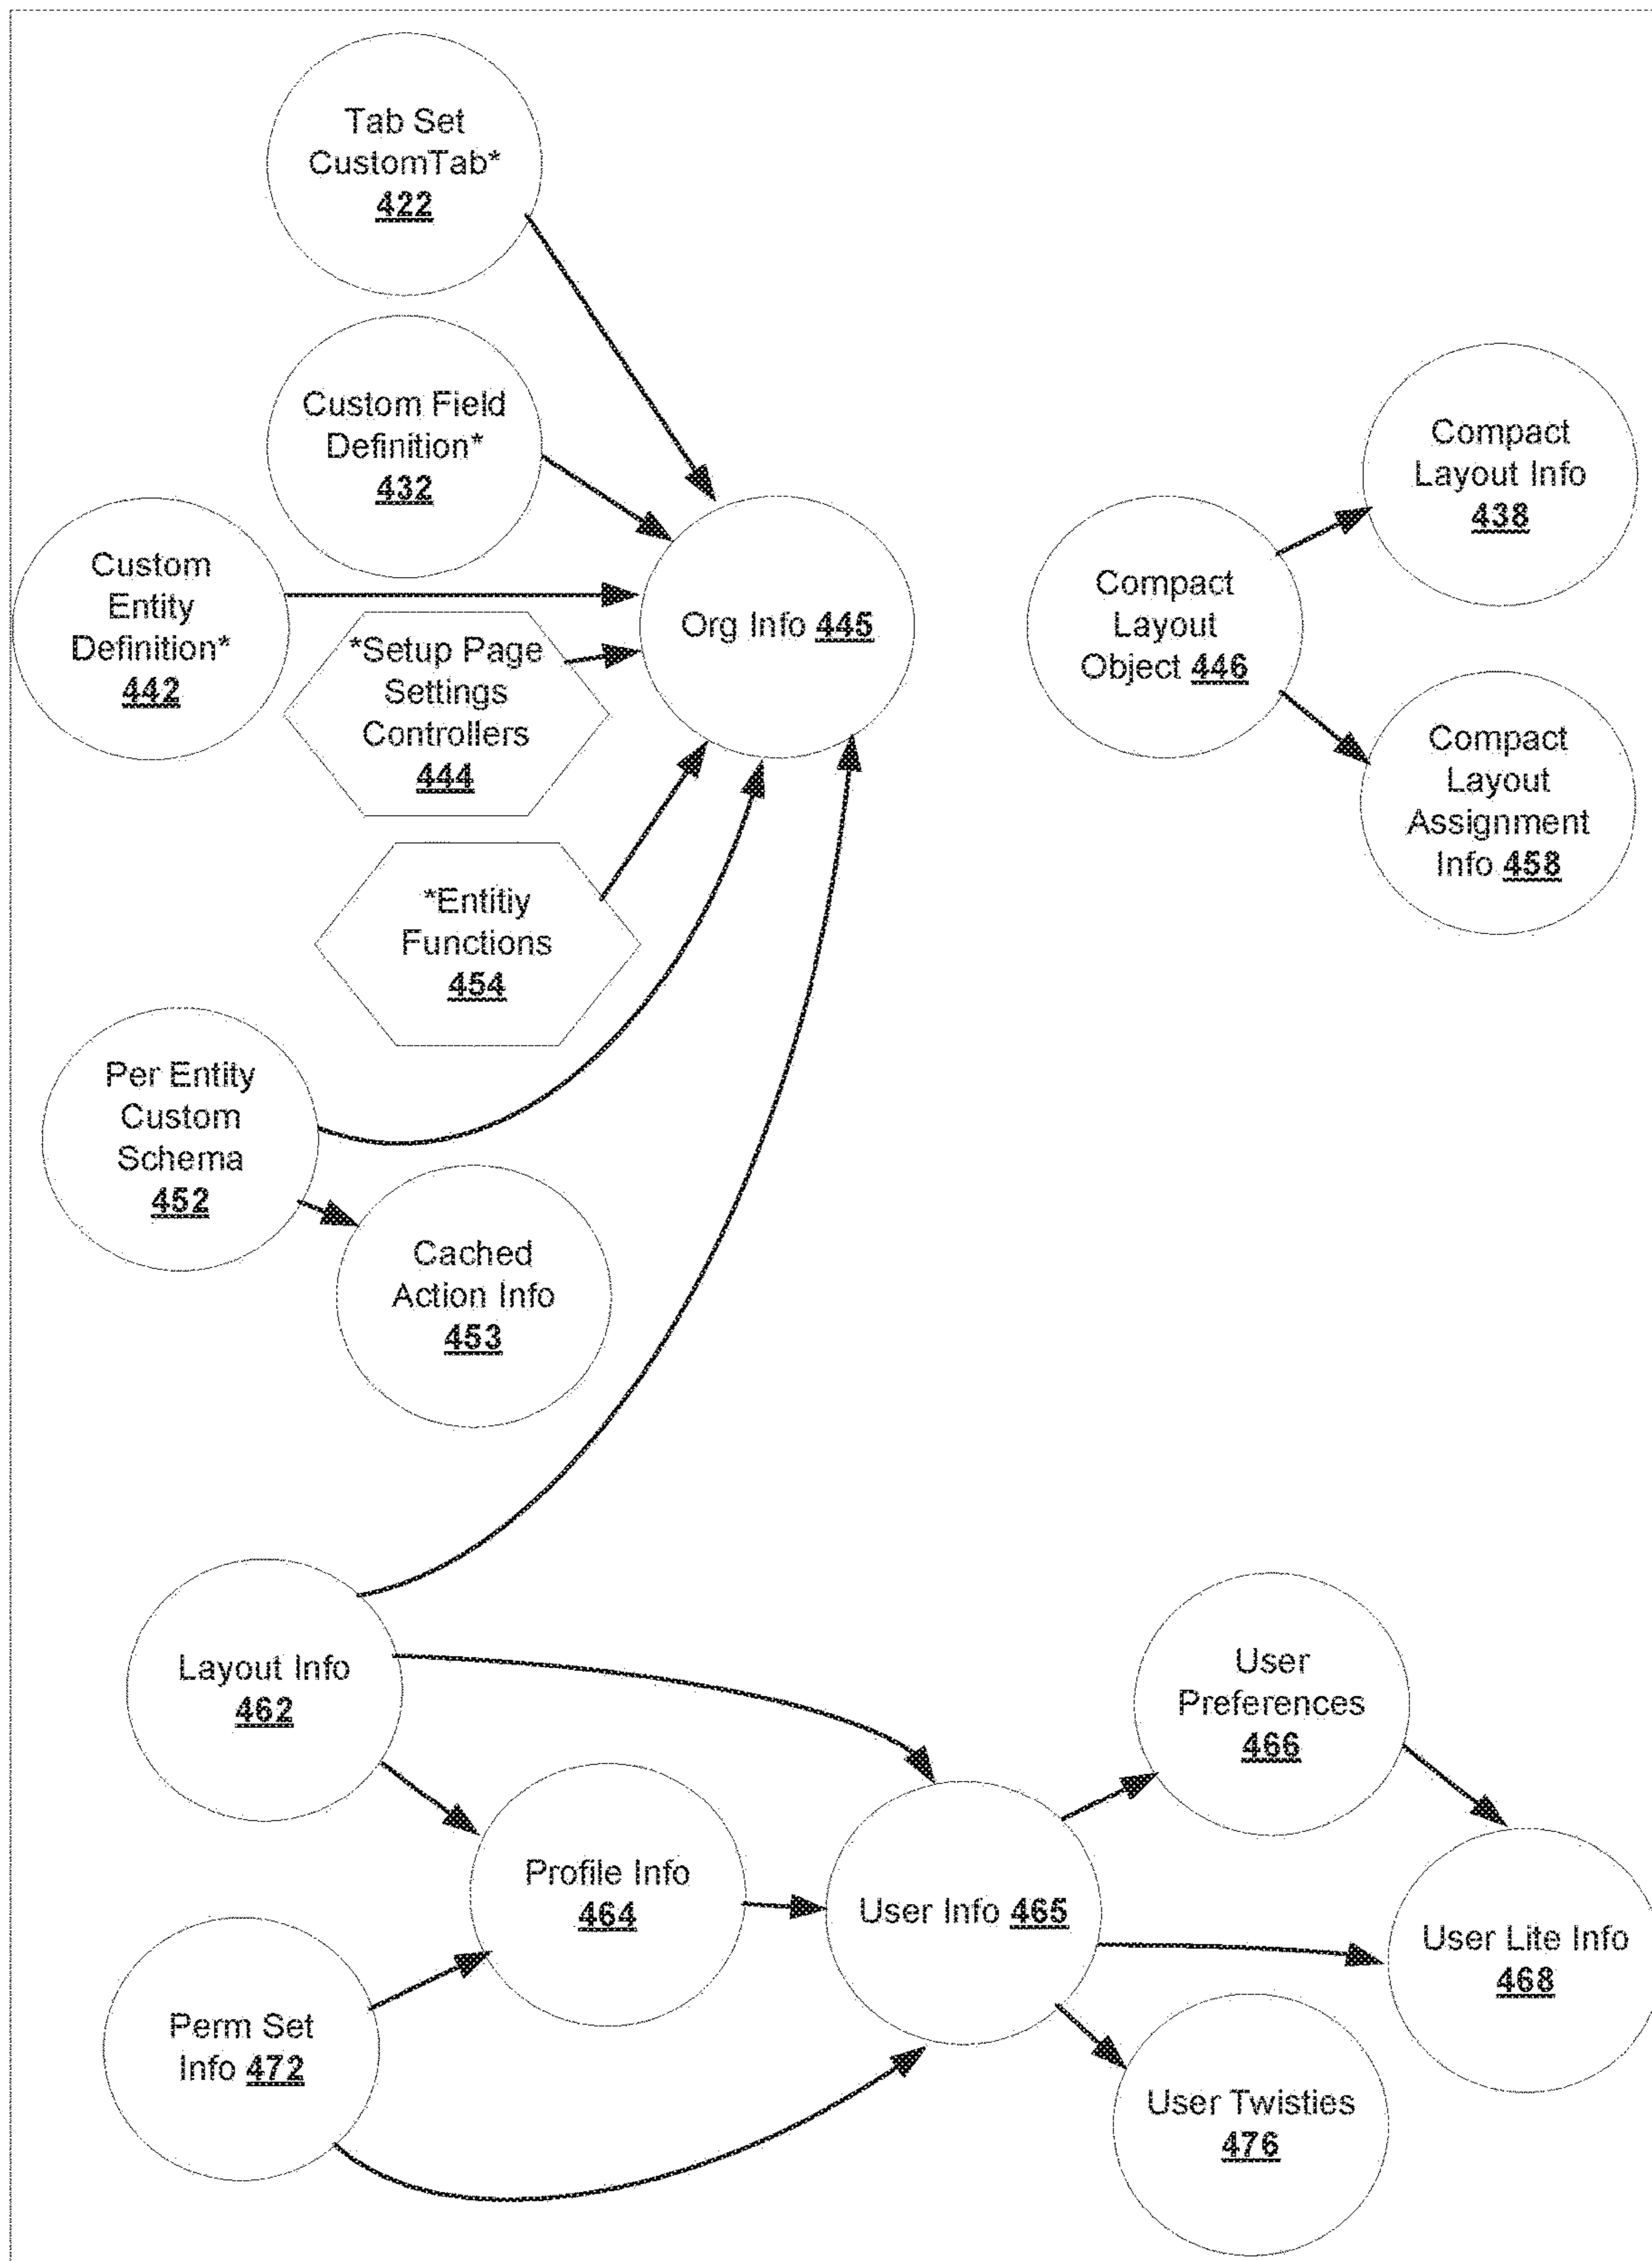 Tab Set
CustomTab*
422
Custom Field
Definition*
432
Custom
Entity
Definition*
442
*Setup Page
Settings
Controllers
444
Org Info 445
Compact
Layout
Object 446
Compact
Layout Info
438
Compact
Layout
Assignment
Info 458
*Entitiy
Functions
454
Per Entity
Custom
Schema
452
Cached
Action Info
453
Layout Info
462
Profile Info
464
Perm Set
Info 472
User Info 465
User
Preferences
466
User Lite Info
468
User Twisties
476